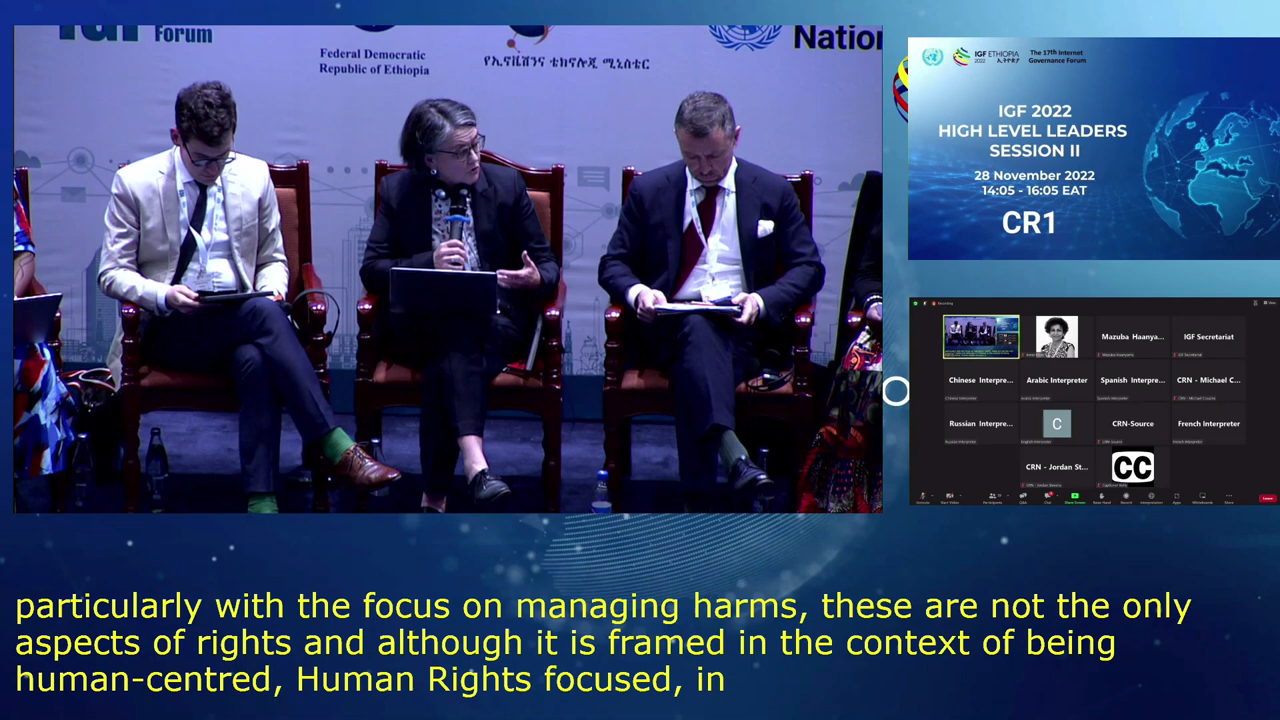 IGF Forum
Federal Democratic
Republic of Ethiopia
የኢኖቬሽንና ቴክኖሎጂ ሚኒስቴር
Nation
IGF ETHIOPIA
2022 ኢትዮጵያ
The 17th Internet
Governance Forum
IGF 2022
HIGH LEVEL LEADERS
SESSION II
28 November 2022
14:05 - 16:05 EAT
CR1
Mazuba Haanya...
IGF Secretariat
Chinese Interpre...
Arabic Interpreter
Spanish Interpre...
CRN - Michael C...
Russian Interpre...
C
CRN-Source
French Interpreter
CRN - Jordan St...
CC
particularly with the focus on managing harms, these are not the only
aspects of rights and although it is framed in the context of being
human-centred, Human Rights focused, in